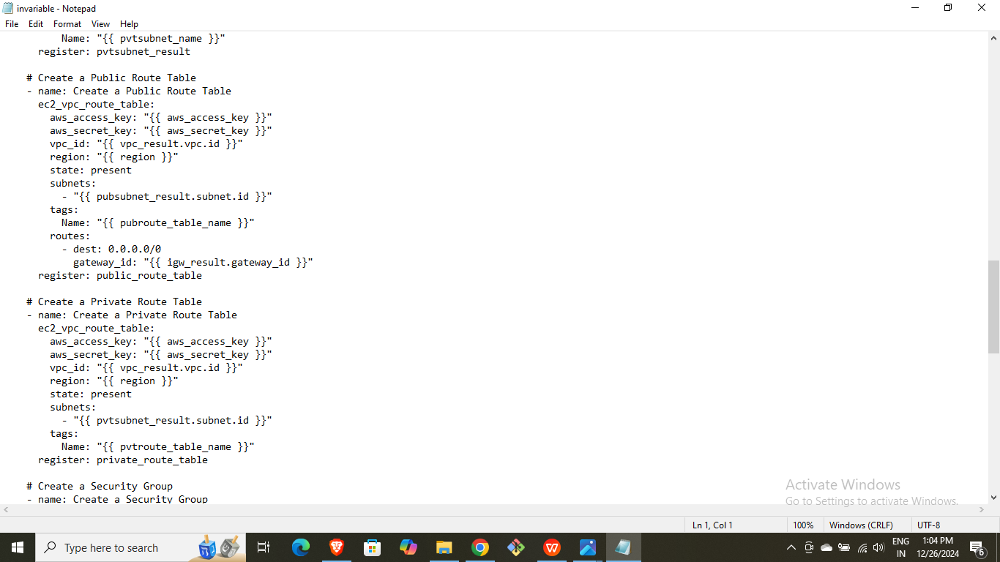 invariable - Notepad
File Edit Format View Help
Name: "{{ pvtsubnet_name }}"
register: pvtsubnet_result
# Create a Public Route Table
- name: Create a Public Route Table
ec2_vpc_route_table:
aws_access_key: "{{ aws_access_key }}"
aws_secret_key: "{{ aws_secret_key }}"
vpc_id: "{{ vpc_result.vpc.id }}"
region: "{{ region }}"
state: present
subnets:
- "{{ pubsubnet_result.subnet.id }}"
tags:
Name: "{{ pubroute_table_name }}"
routes:
- dest: 0.0.0.0/0
gateway_id: "{{ igw_result.gateway_id }}"
register: public_route_table
# Create a Private Route Table
- name: Create a Private Route Table
ec2_vpc_route_table:
aws_access_key: "{{ aws_access_key }}"
aws_secret_key: "{{ aws_secret_key }}"
vpc_id: "{{ vpc_result.vpc.id }}"
region: "{{ region }}"
state: present
subnets:
- "{{ pvtsubnet_result.subnet.id }}"
tags:
Name: "{{ pvtroute_table_name }}"
register: private_route_table
# Create a Security Group
- name: Create a Security Group
Activate Windows
Go to Settings to activate Windows.
Ln 1, Col 1 100% Windows (CRLF) UTF-8
Type here to search
ENG 1:04 PM
IN 12/26/2024 6